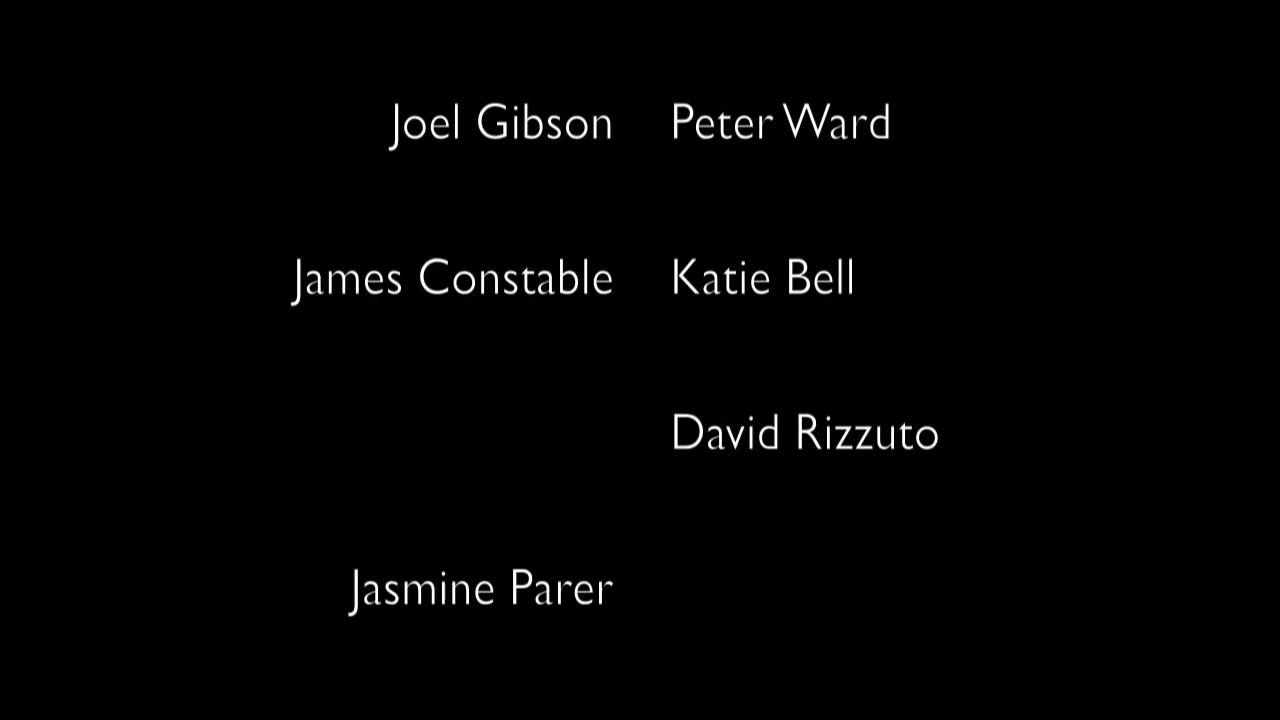 Joel Gibson Peter Ward
James Constable Katie Bell
David Rizzuto
Jasmine Parer